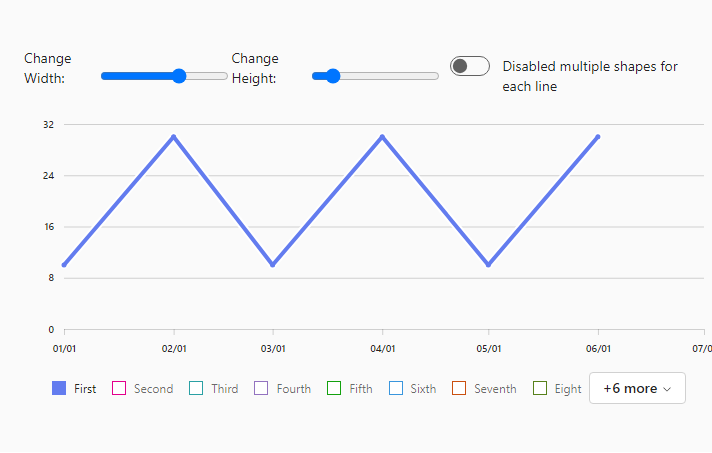 Change Width:
Change Height:
Disabled multiple shapes for each line
32
24
16
8
0
01/01 02/01 03/01 04/01 05/01 06/01 07/0
First Second Third Fourth Fifth Sixth Seventh Eight +6 more